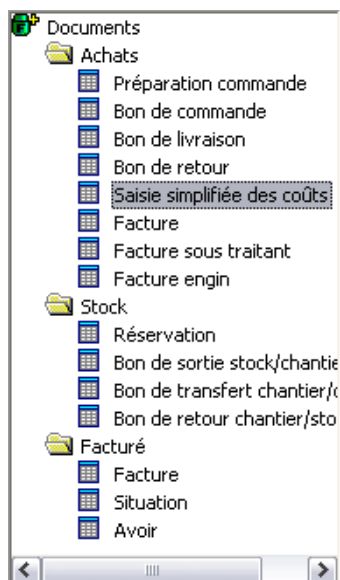 Documents
Achats
Préparation commande
Bon de commande
Bon de livraison
Bon de retour
Saisie simplifiée des coûts
Facture
Facture sous traitant
Facture engin
Stock
Réservation
Bon de sortie stock/chantie
Bon de transfert chantier/c
Bon de retour chantier/sto
Facturé
Facture
Situation
Avoir